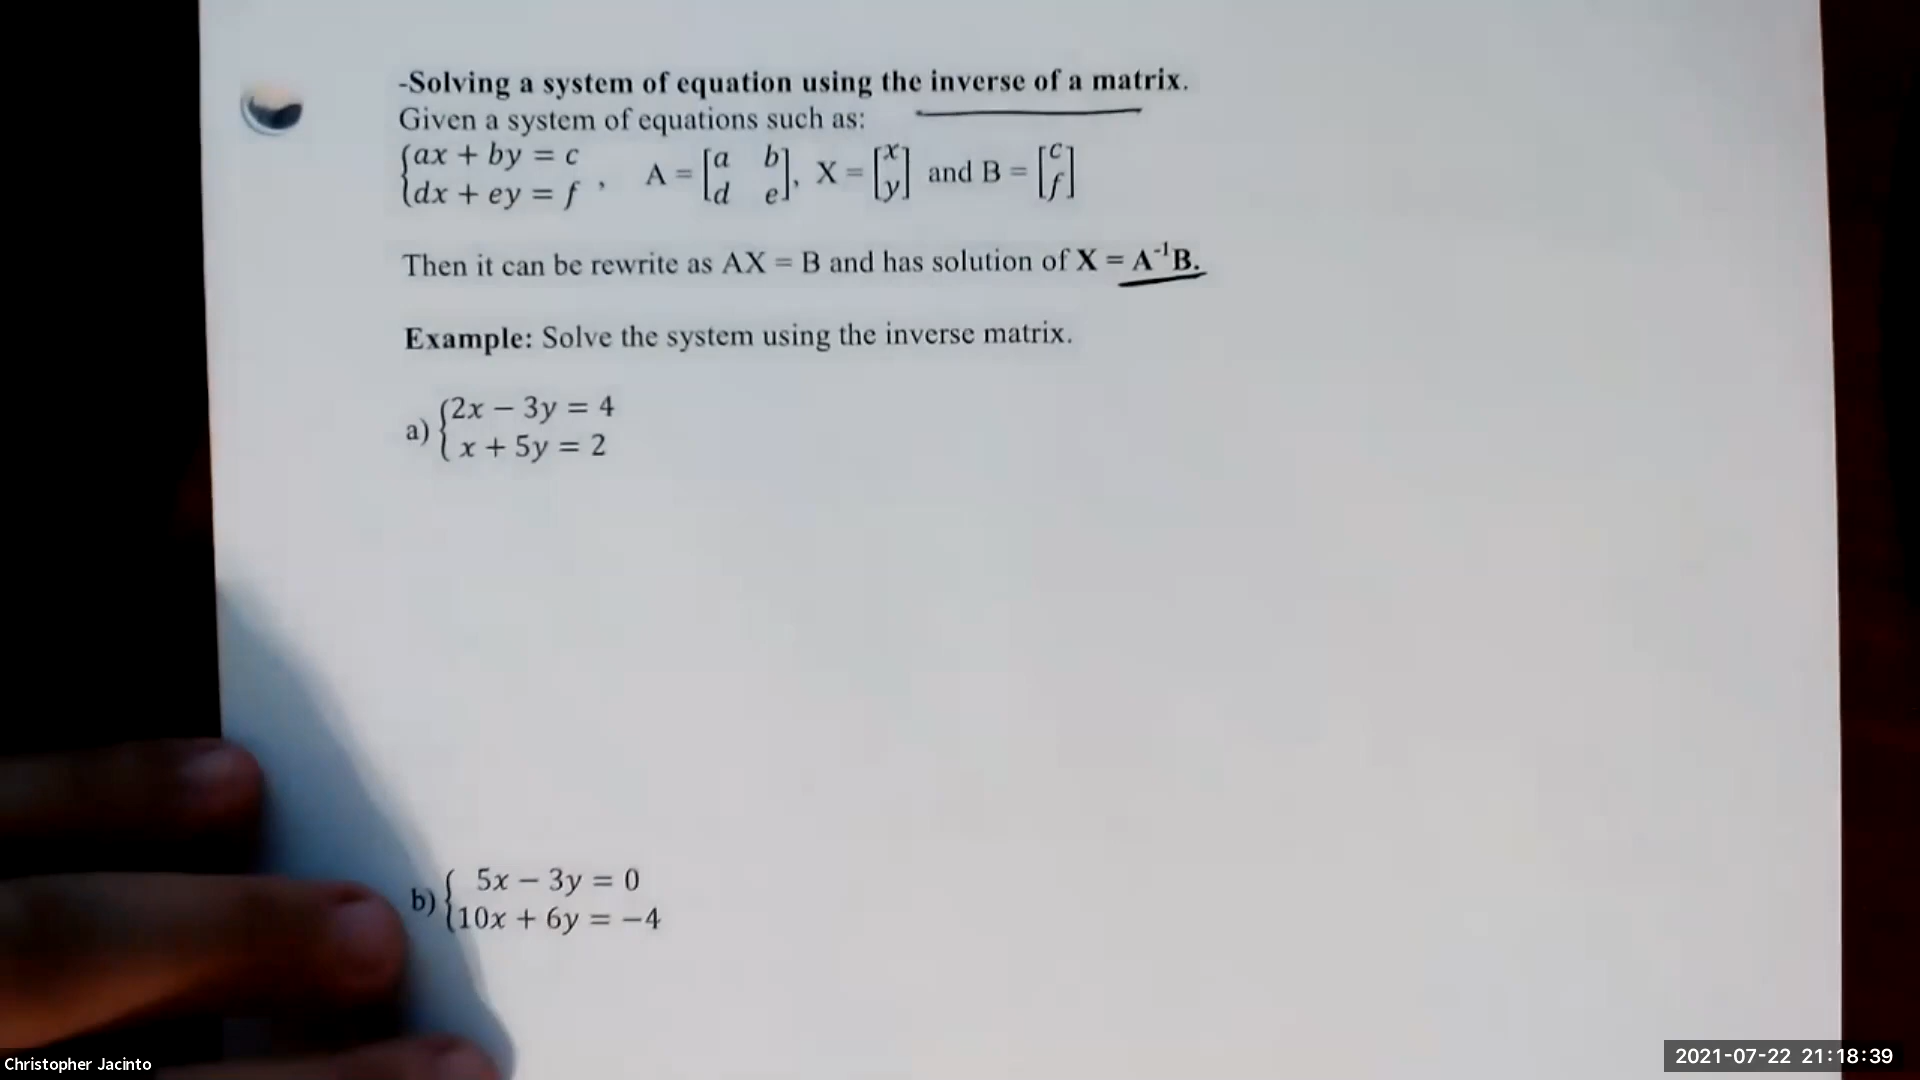 -Solving a system of equation using the inverse of a matrix.
Given a system of equations such as:
{ax + by = c
{dx + ey = f , A = [a b; d e], X = [x; y] and B = [c; f]
Then it can be rewrite as AX = B and has solution of X = A⁻¹B.
Example: Solve the system using the inverse matrix.
a) {2x − 3y = 4
x + 5y = 2
b) {5x − 3y = 0
10x + 6y = −4
Christopher Jacinto
2021-07-22 21:18:39